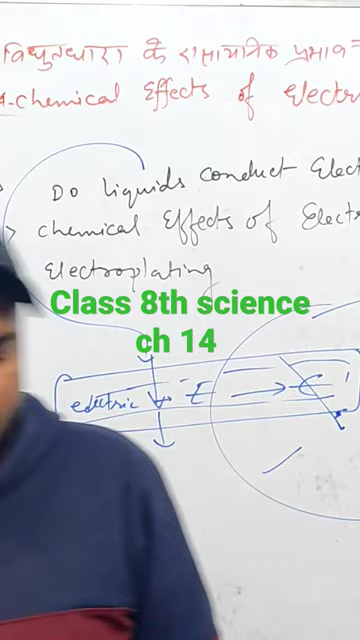 विधुतधारा के रासायनिक प्रभाव
chemical Effects of Electr
Do Liquids conduct Elect
> chemical Effects of Electr
Electroplating
Class 8th science
ch 14
electric